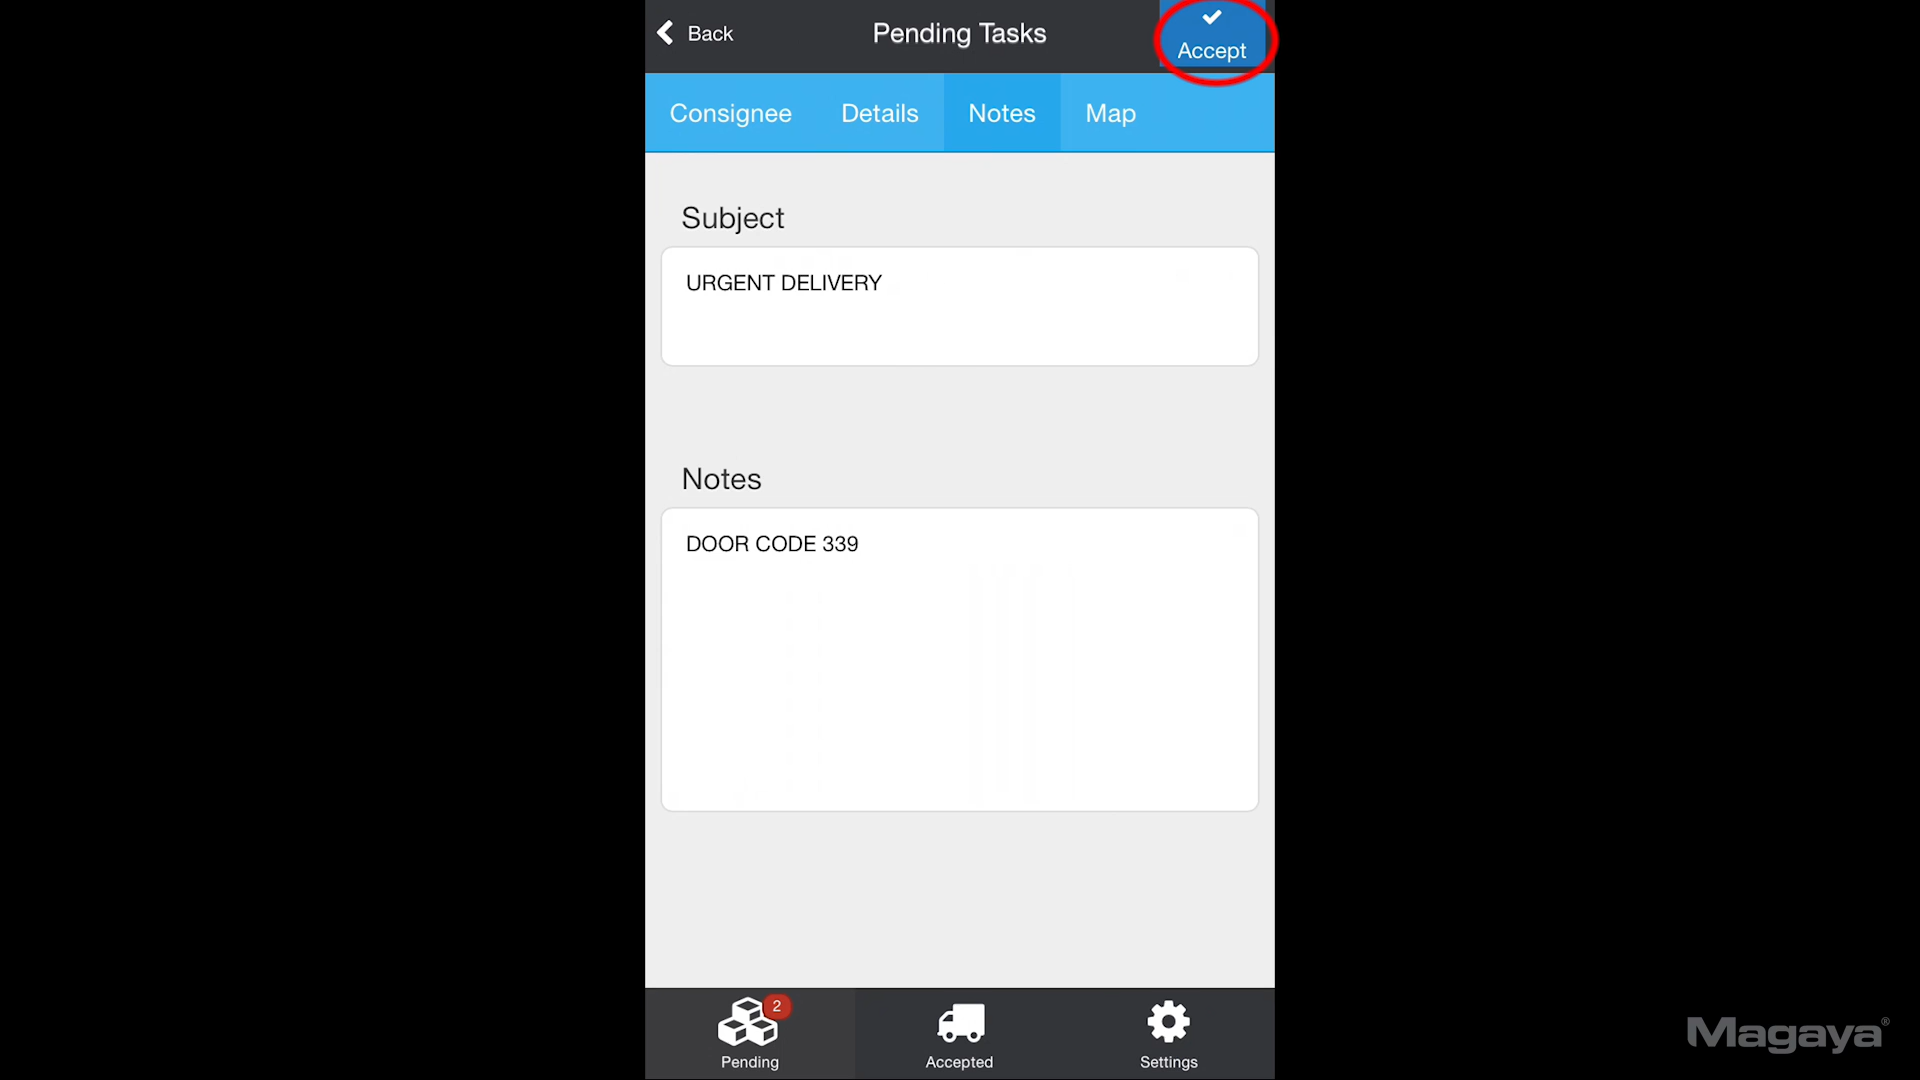 Back
Pending Tasks
Accept
Consignee Details Notes Map
Subject
URGENT DELIVERY
Notes
DOOR CODE 339
2
Pending Accepted Settings
Magaya®